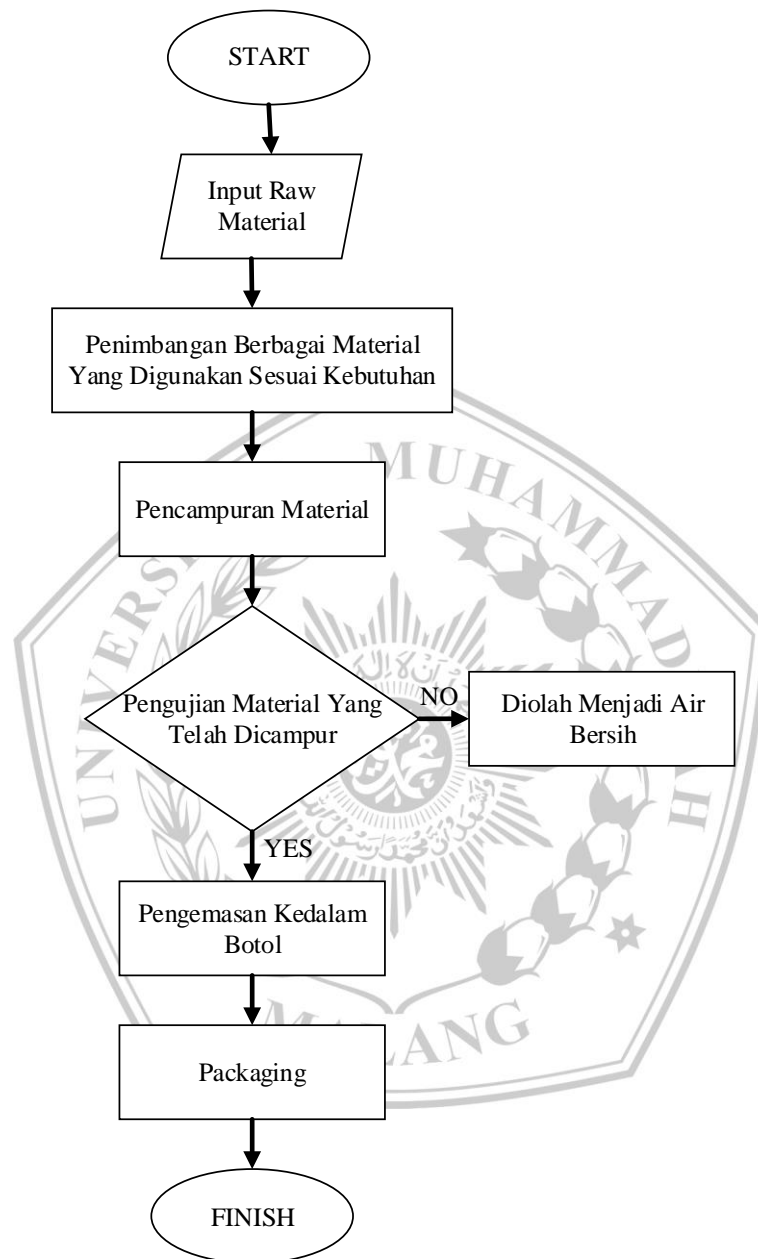 START
Input Raw
Material
Penimbangan Berbagai Material
Yang Digunakan Sesuai Kebutuhan
Pencampuran Material
Pengujian Material Yang
Telah Dicampur
NO
Diolah Menjadi Air
Bersih
YES
Pengemasan Kedalam
Botol
Packaging
FINISH
MUHAMMAD
MALANG